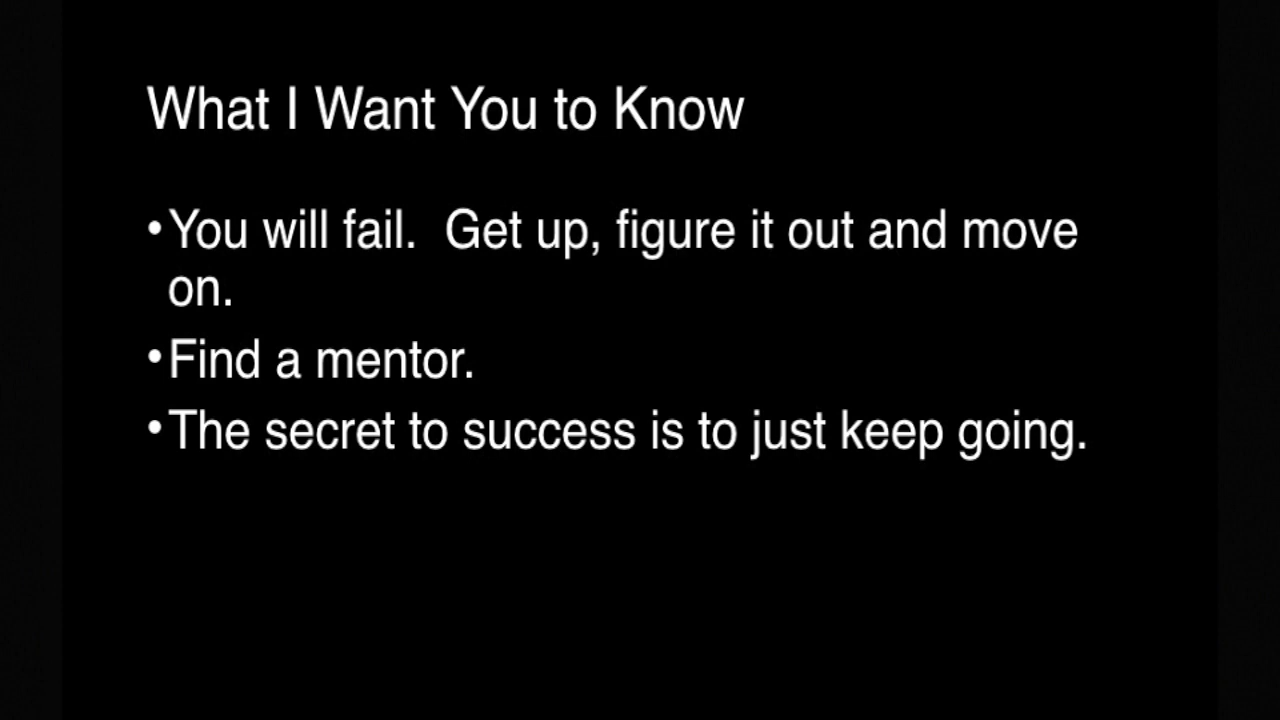 What I Want You to Know
•You will fail.  Get up, figure it out and move
on.
•Find a mentor.
•The secret to success is to just keep going.